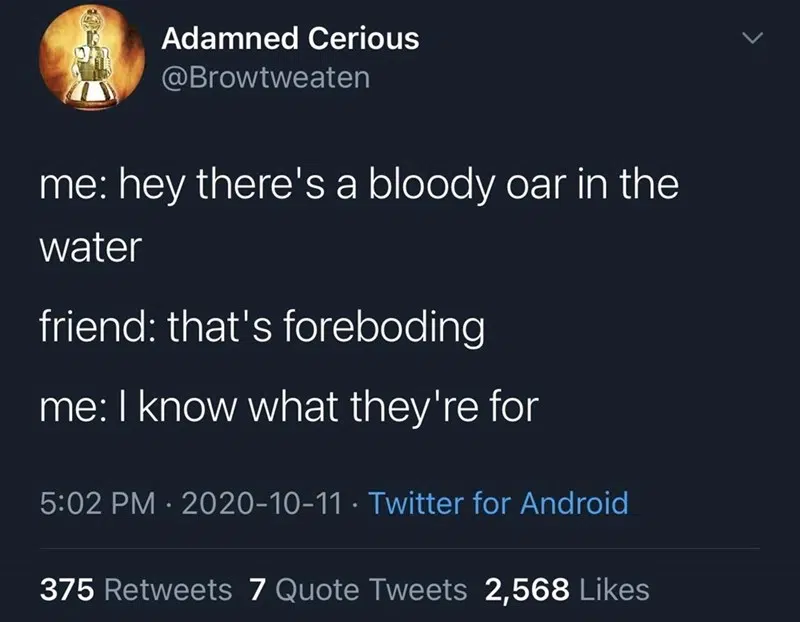 Adamned Cerious
@Browtweaten
me: hey there's a bloody oar in the
water
friend: that's foreboding
me: I know what they're for
5:02 PM · 2020-10-11 · Twitter for Android
375 Retweets 7 Quote Tweets 2,568 Likes